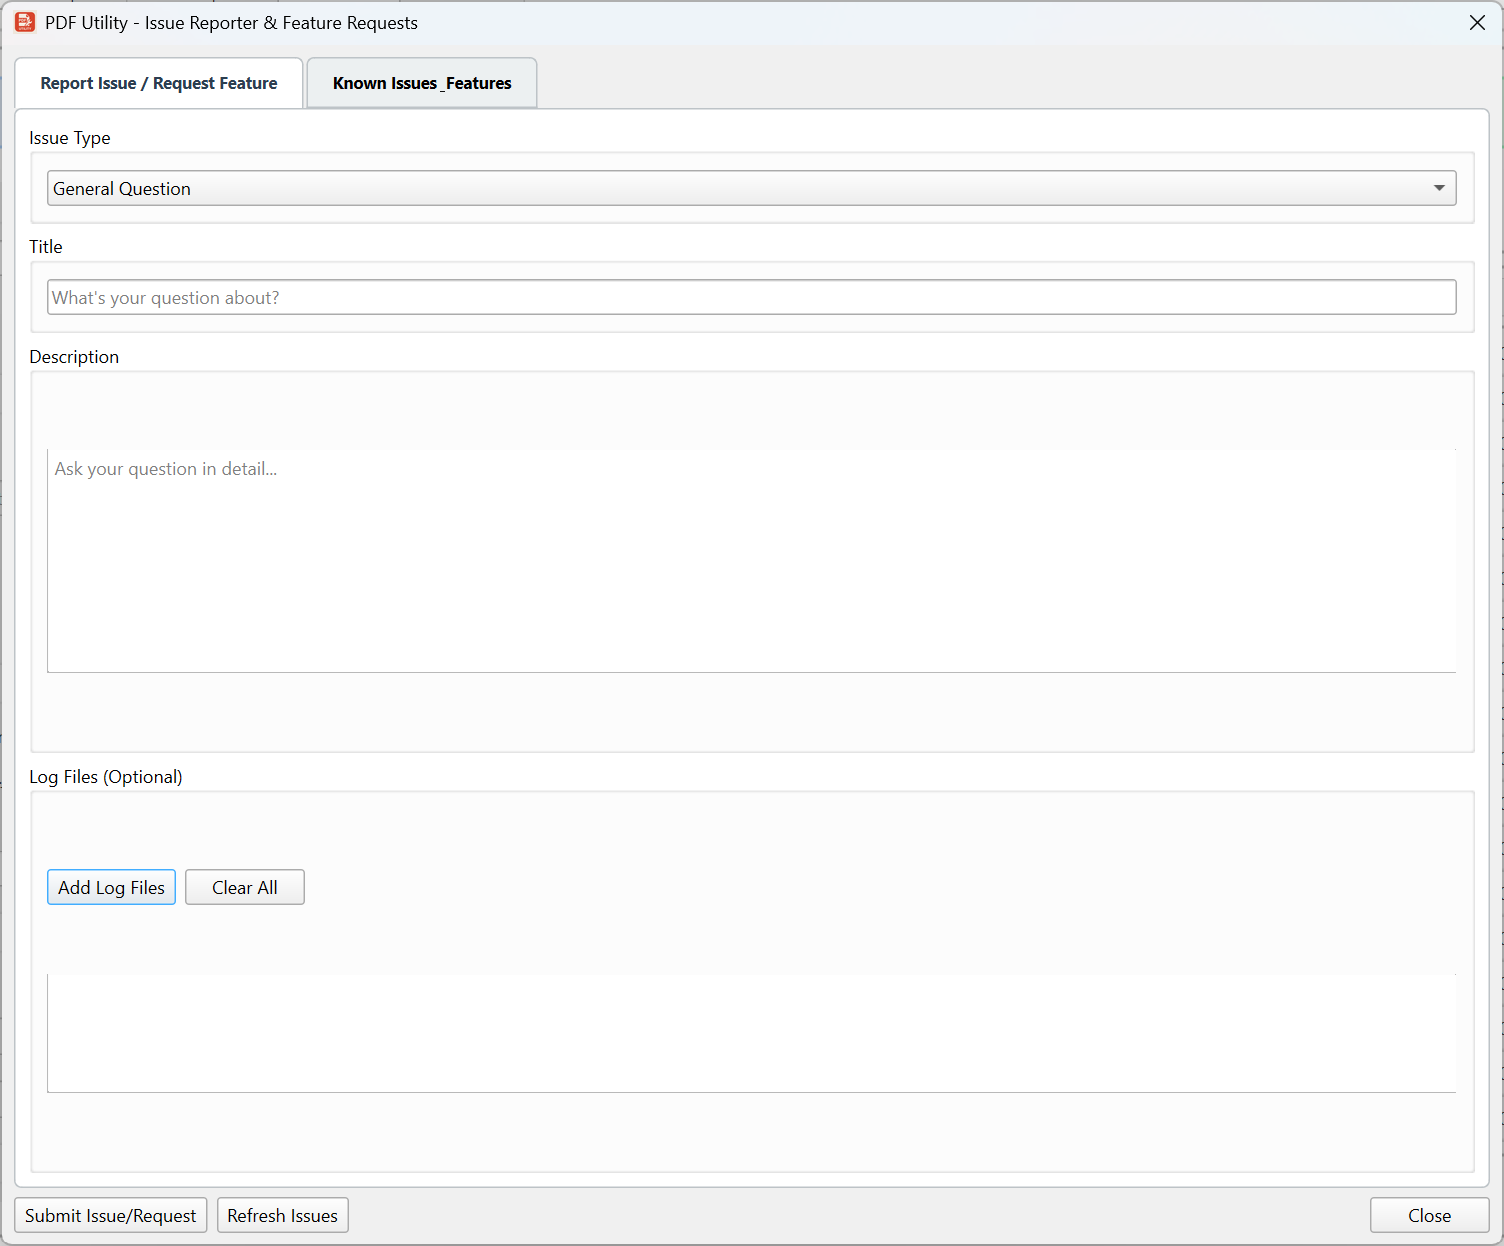 PDF Utility - Issue Reporter & Feature Requests
Report Issue / Request Feature
Known Issues_Features
Issue Type
General Question
Title
What's your question about?
Description
Ask your question in detail...
Log Files (Optional)
Add Log Files
Clear All
Submit Issue/Request
Refresh Issues
Close